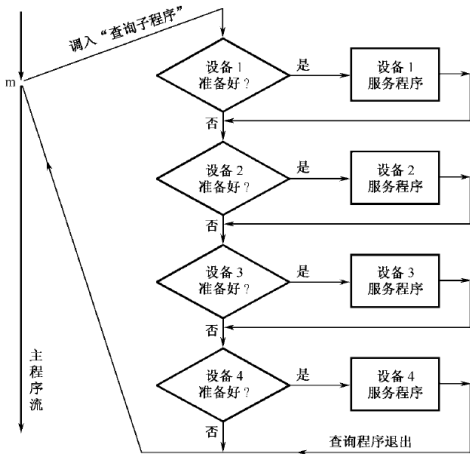 调入“查询子程序”
m
设备 1
准备好?
是
设备 1
服务程序
否
设备 2
准备好?
是
设备 2
服务程序
否
设备 3
准备好?
是
设备 3
服务程序
否
设备 4
准备好?
是
设备 4
服务程序
否
主程序流
查询程序退出